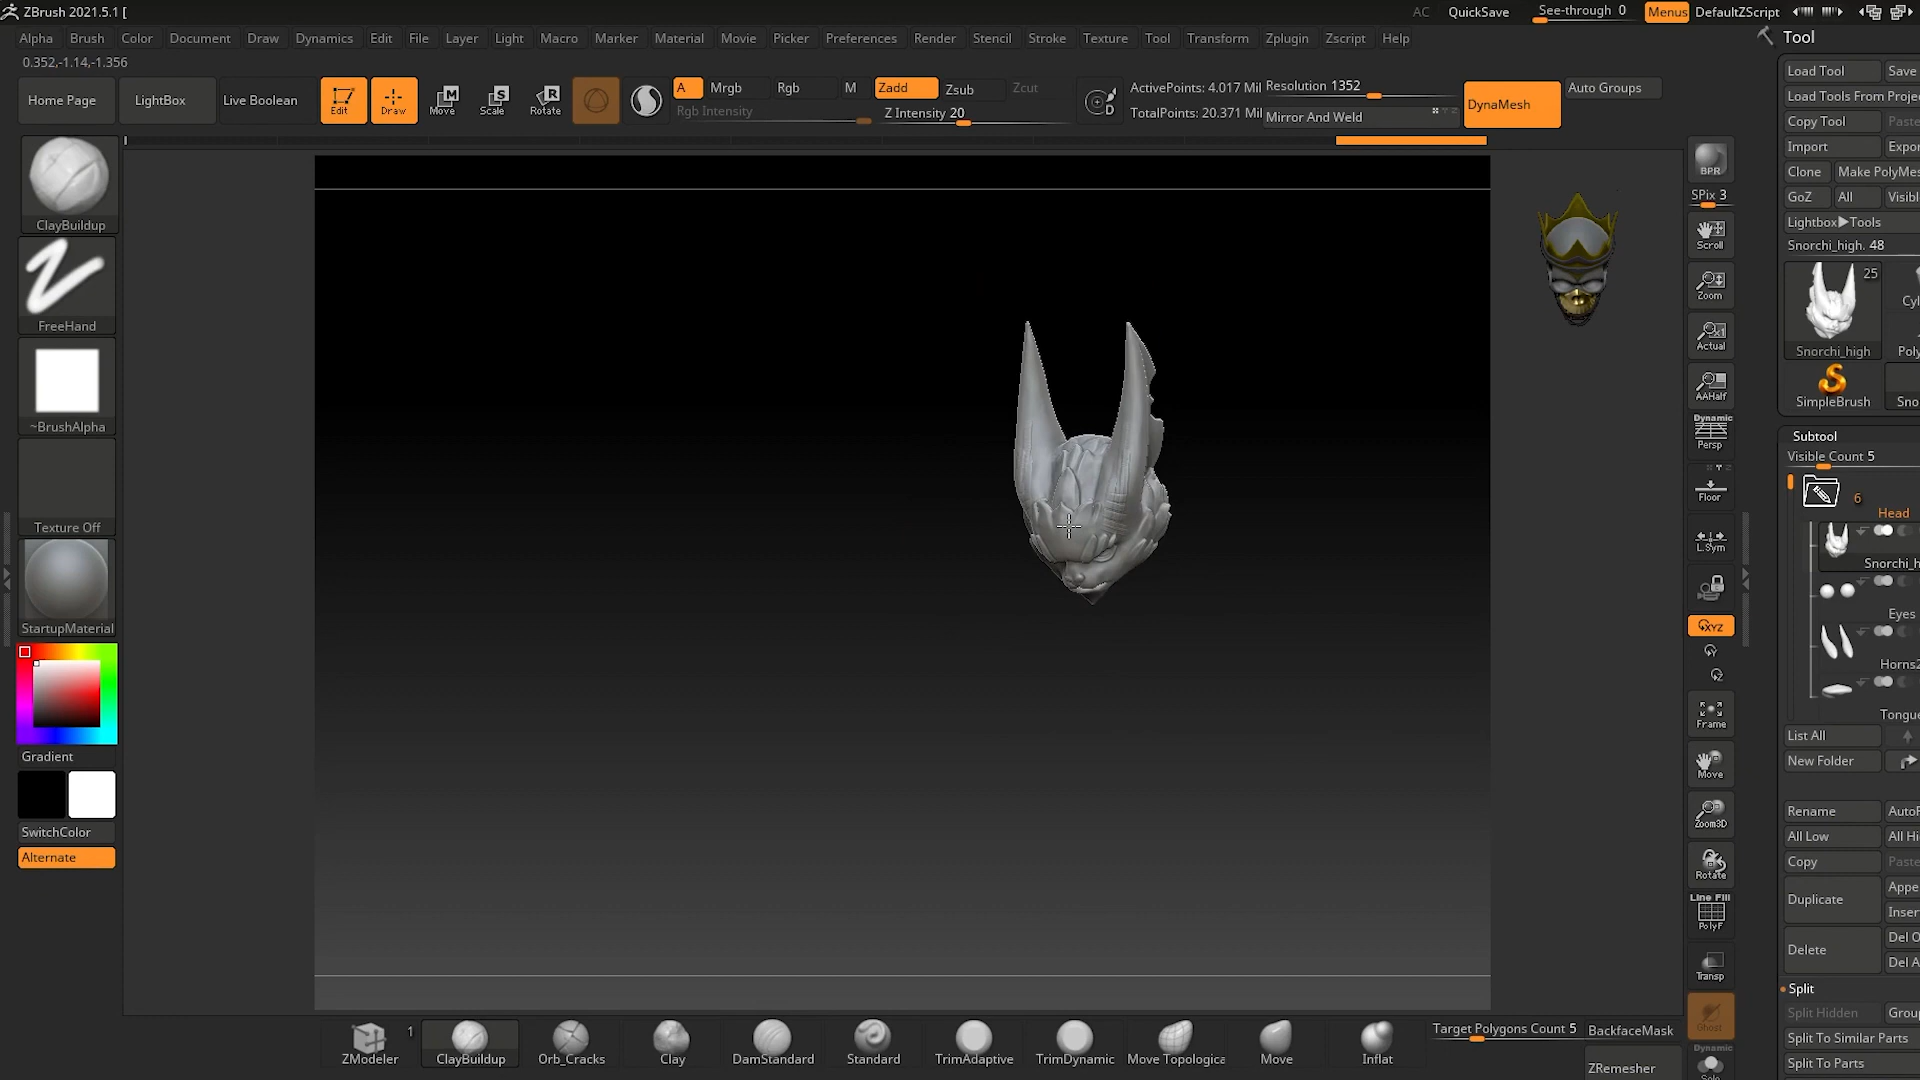 ZBrush 2021.5.1 [
AC QuickSave See-through 0 Menus DefaultZScript
Alpha Brush Color Document Draw Dynamics Edit File Layer Light Macro Marker Material Movie Picker Preferences Render Stencil Stroke Texture Tool Transform Zplugin Zscript Help
Tool
0.352,-1.14,-1.356
Home Page LightBox Live Boolean Edit Draw Move Scale Rotate
A Mrgb Rgb M Zadd Zsub Zcut
Rgb Intensity Z Intensity 20
ActivePoints: 4.017 Mil Resolution 1352
TotalPoints: 20.371 Mil Mirror And Weld
DynaMesh
Auto Groups
ClayBuildup
FreeHand
~BrushAlpha
Texture Off
StartupMaterial
Gradient
SwitchColor
Alternate
BPR
SPix 3
Scroll
Zoom
Actual
AAHalf
Dynamic
Persp
Floor
L.Sym
XYZ
Frame
Move
Zoom3D
Rotate
Line Fill
PolyF
Transp
Ghost
Dynamic
Solo
Load Tool Save
Load Tools From Projec
Copy Tool Paste
Import Expor
Clone Make PolyMes
GoZ All Visibl
Lightbox▶Tools
Snorchi_high. 48
25
Cyl
Snorchi_high Poly
SimpleBrush Sno
Subtool
Visible Count 5
6
Head
Snorchi_h
Eyes
Horns2
Tongue
List All
New Folder
Rename AutoR
All Low All Hi
Copy Paste
Duplicate Appe
Inser
Delete Del O
Del A
Split
Split Hidden Group
Split To Similar Parts
Split To Parts
ZModeler 1 ClayBuildup Orb_Cracks Clay DamStandard Standard TrimAdaptive TrimDynamic Move Topologica Move Inflat
Target Polygons Count 5 BackfaceMask
ZRemesher